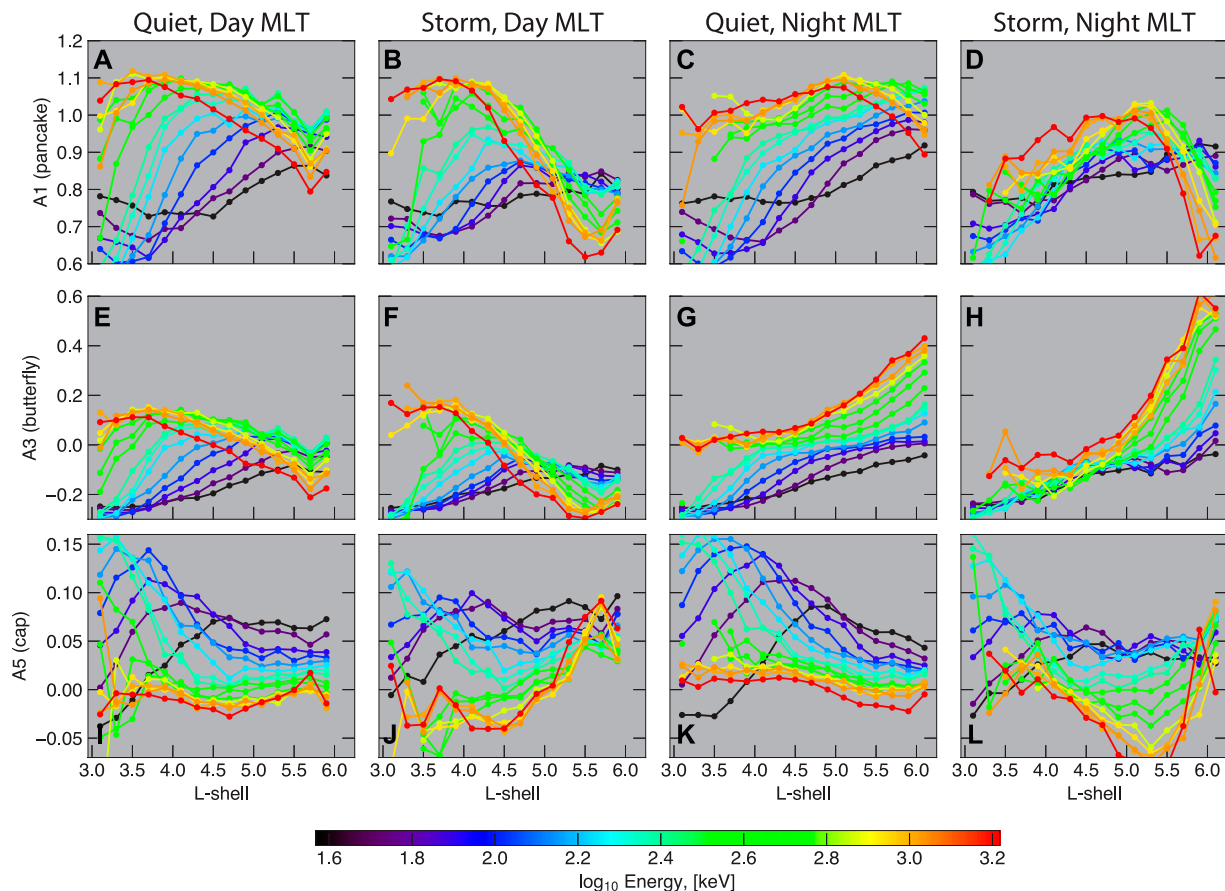 Quiet, Day MLT Storm, Day MLT Quiet, Night MLT Storm, Night MLT
A B C D
A1 (pancake)
1.2
1.1
1.0
0.9
0.8
0.7
0.6
E F G H
A3 (butterfly)
0.6
0.4
0.2
0.0
−0.2
I J K L
A5 (cap)
0.15
0.10
0.05
0.00
−0.05
3.0 3.5 4.0 4.5 5.0 5.5 6.0 3.0 3.5 4.0 4.5 5.0 5.5 6.0 3.0 3.5 4.0 4.5 5.0 5.5 6.0 3.0 3.5 4.0 4.5 5.0 5.5 6.0
L-shell L-shell L-shell L-shell
1.6 1.8 2.0 2.2 2.4 2.6 2.8 3.0 3.2
log₁₀ Energy, [keV]